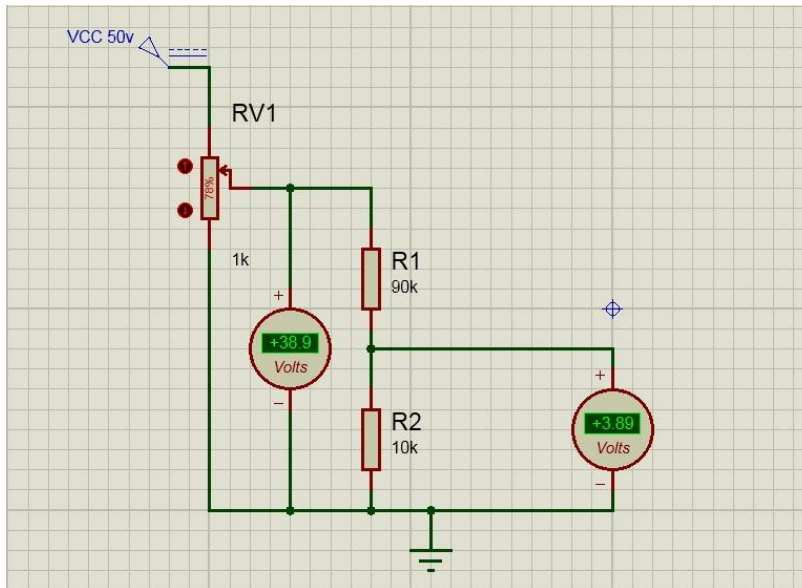 VCC 50v
RV1
78%
1k
R1
90k
+
+38.9
Volts
−
R2
10k
+
+3.89
Volts
−